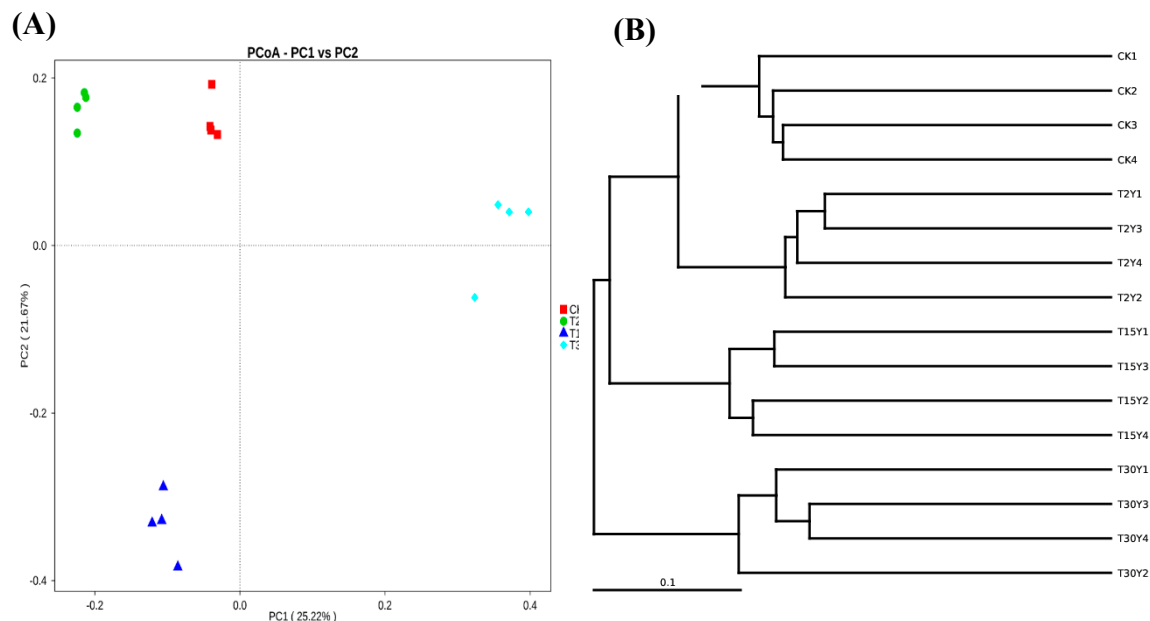 (A)
PCoA - PC1 vs PC2
0.2
0.0
-0.2
-0.4
PC2 ( 21.67% )
-0.2
0.0
0.2
0.4
PC1 ( 25.22% )
(B)
CK1
CK2
CK3
CK4
T2Y1
T2Y3
T2Y4
T2Y2
T15Y1
T15Y3
T15Y2
T15Y4
T30Y1
T30Y3
T30Y4
T30Y2
0.1